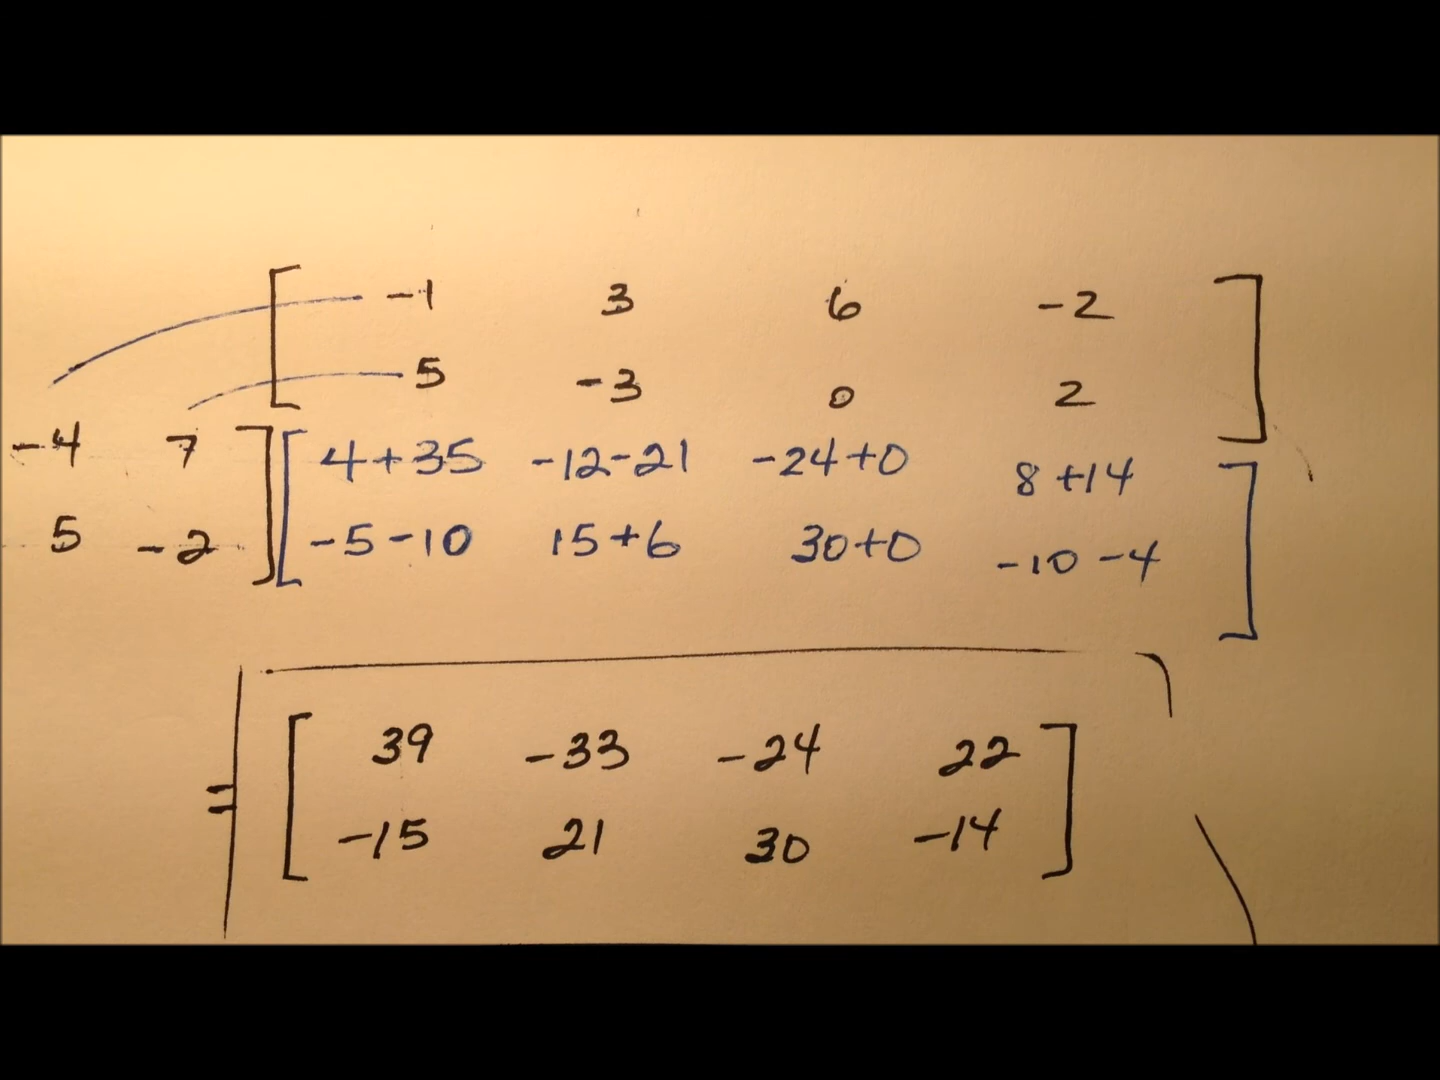 [ -1 3 6 -2 ]
5 -3 0 2
-4 7 ] [ 4+35 -12-21 -24+0 8+14 ]
5 -2 -5-10 15+6 30+0 -10-4
= [ 39 -33 -24 22 ]
-15 21 30 -14